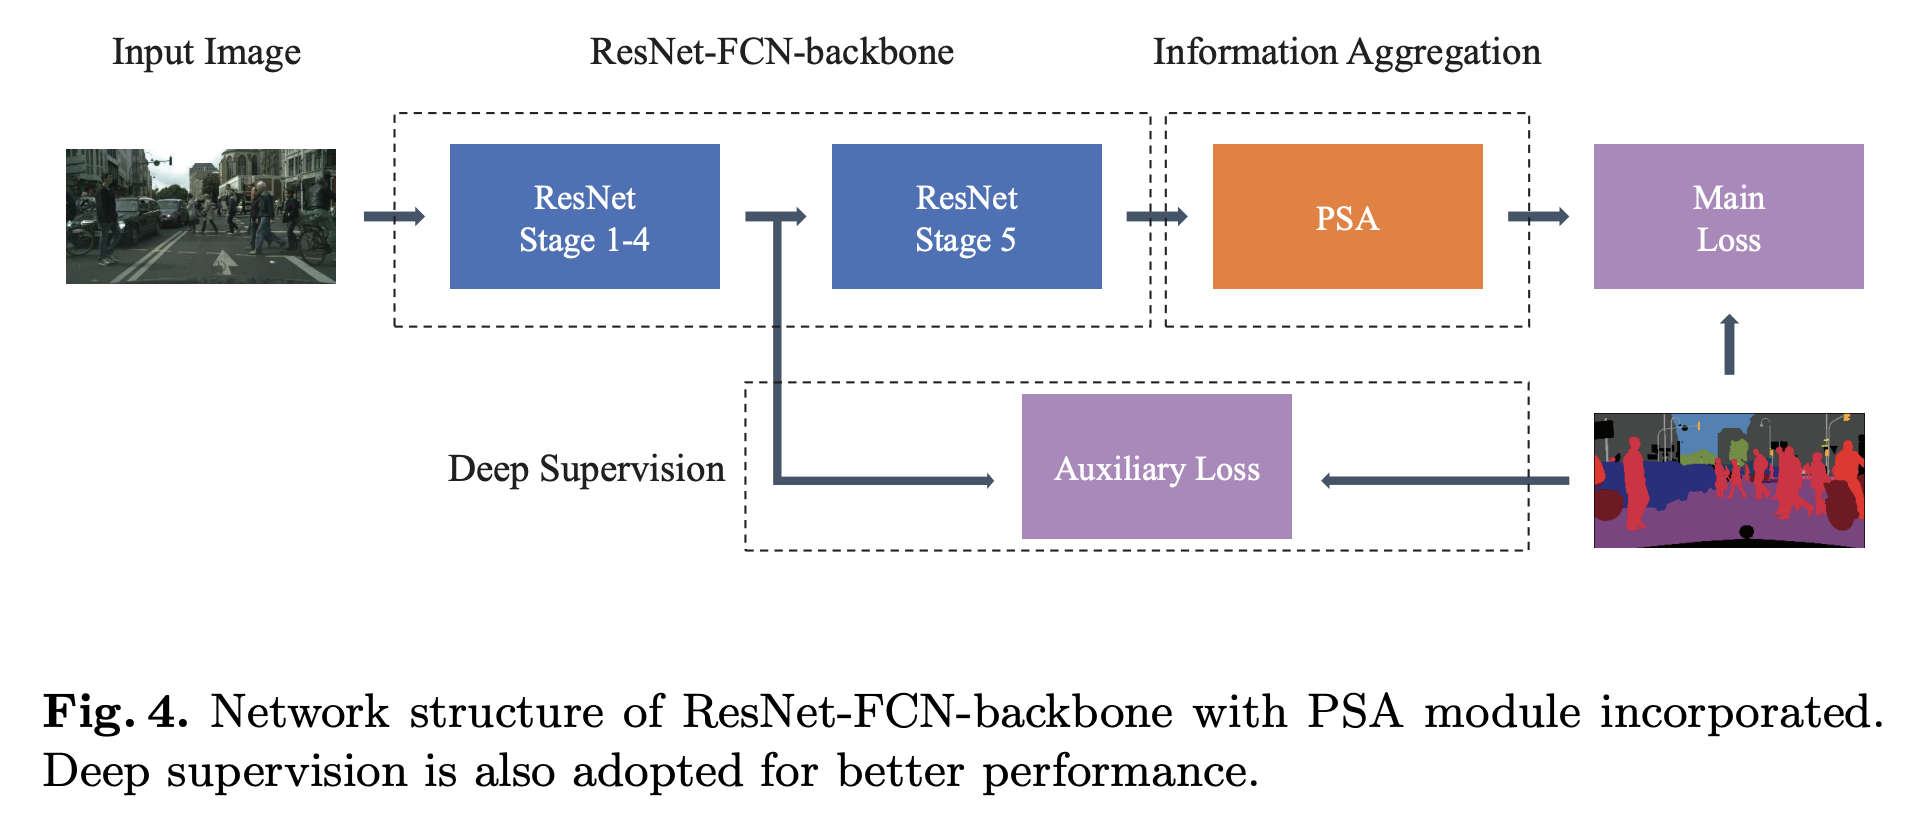 Input Image
ResNet-FCN-backbone
Information Aggregation
ResNet
Stage 1-4
ResNet
Stage 5
PSA
Main
Loss
Deep Supervision
Auxiliary Loss
Fig. 4. Network structure of ResNet-FCN-backbone with PSA module incorporated.
Deep supervision is also adopted for better performance.